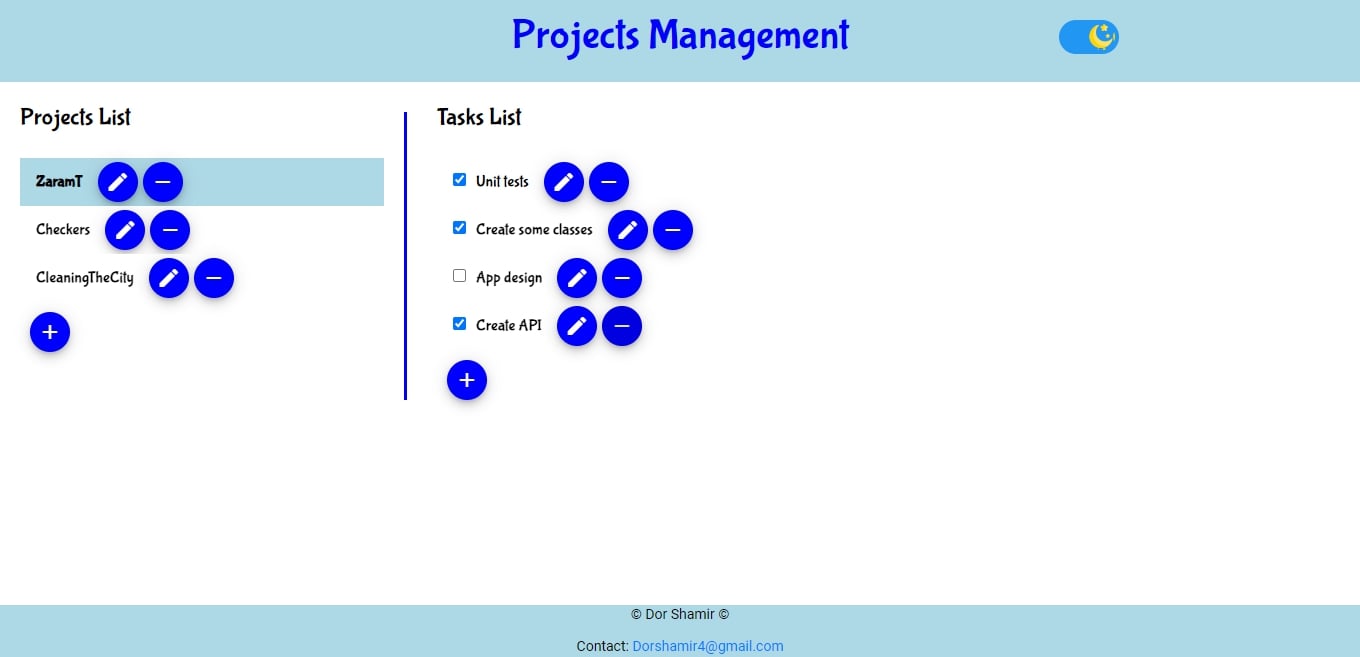 Projects Management
Projects List
ZaramT
Checkers
CleaningTheCity
Tasks List
Unit tests
Create some classes
App design
Create API
© Dor Shamir ©
Contact: Dorshamir4@gmail.com